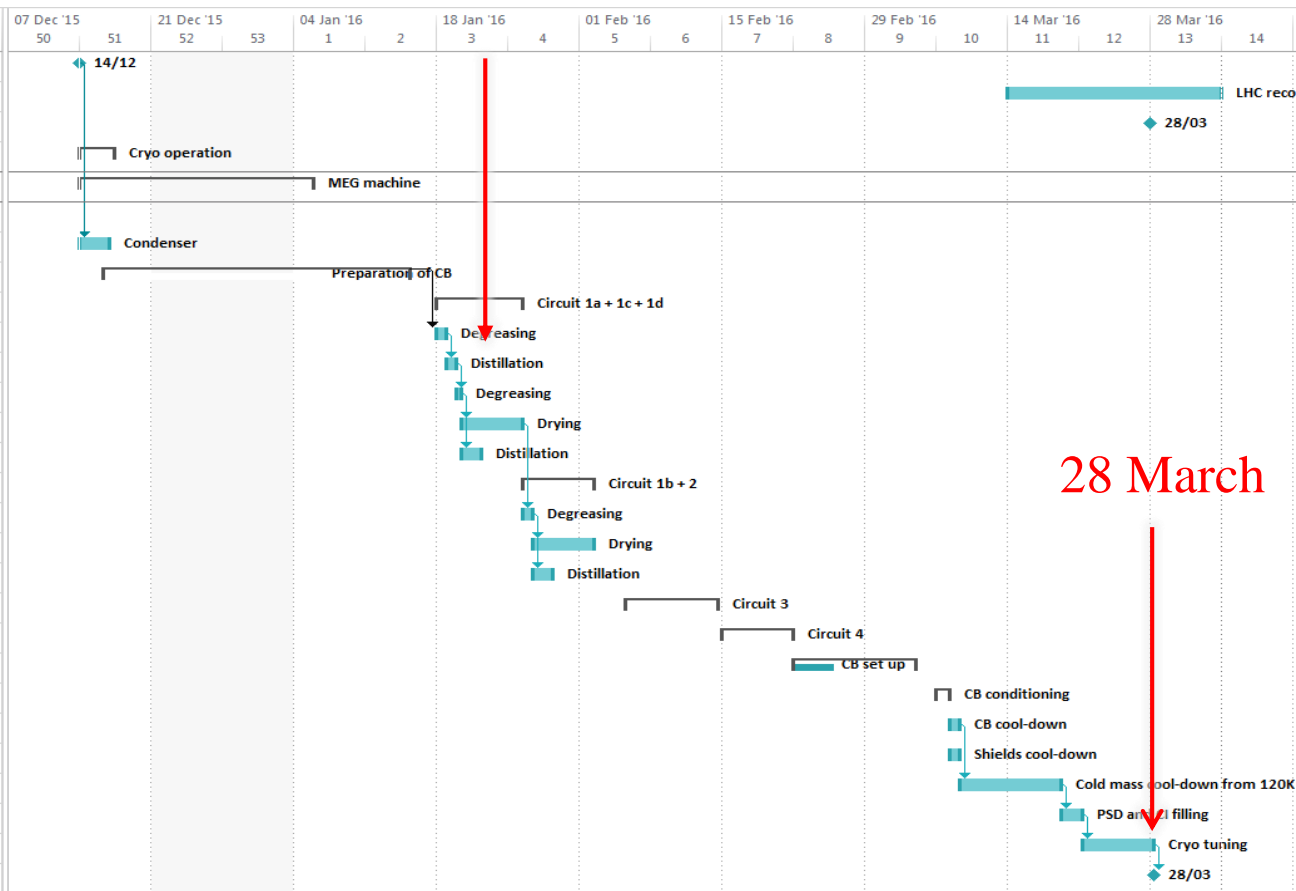 07 Dec '15 21 Dec '15 04 Jan '16 18 Jan '16 01 Feb '16 15 Feb '16 29 Feb '16 14 Mar '16 28 Mar '16
50 51 52 53 1 2 3 4 5 6 7 8 9 10 11 12 13 14
14/12
LHC reco
28/03
Cryo operation
MEG machine
Condenser
Preparation of CB
Circuit 1a + 1c + 1d
Degreasing
Distillation
Degreasing
Drying
Distillation
28 March
Circuit 1b + 2
Degreasing
Drying
Distillation
Circuit 3
Circuit 4
CB set up
CB conditioning
CB cool-down
Shields cool-down
Cold mass cool-down from 120K
PSD and CI filling
Cryo tuning
28/03